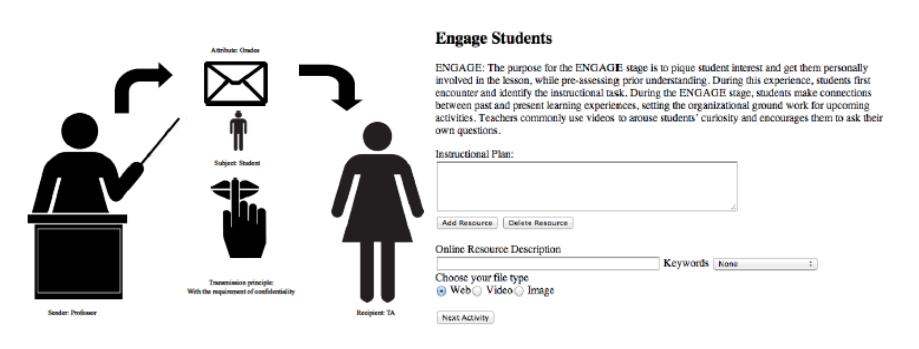 Attribute: Grades
Subject: Student
Transmission principle:
With the requirement of confidentiality
Sender: Professor
Recipient: TA
Engage Students
ENGAGE: The purpose for the ENGAGE stage is to pique student interest and get them personally
involved in the lesson, while pre-assessing prior understanding. During this experience, students first
encounter and identify the instructional task. During the ENGAGE stage, students make connections
between past and present learning experiences, setting the organizational ground work for upcoming
activities. Teachers commonly use videos to arouse students' curiosity and encourages them to ask their
own questions.
Instructional Plan:
Add Resource Delete Resource
Online Resource Description
Keywords None
Choose your file type
Web Video Image
Next Activity